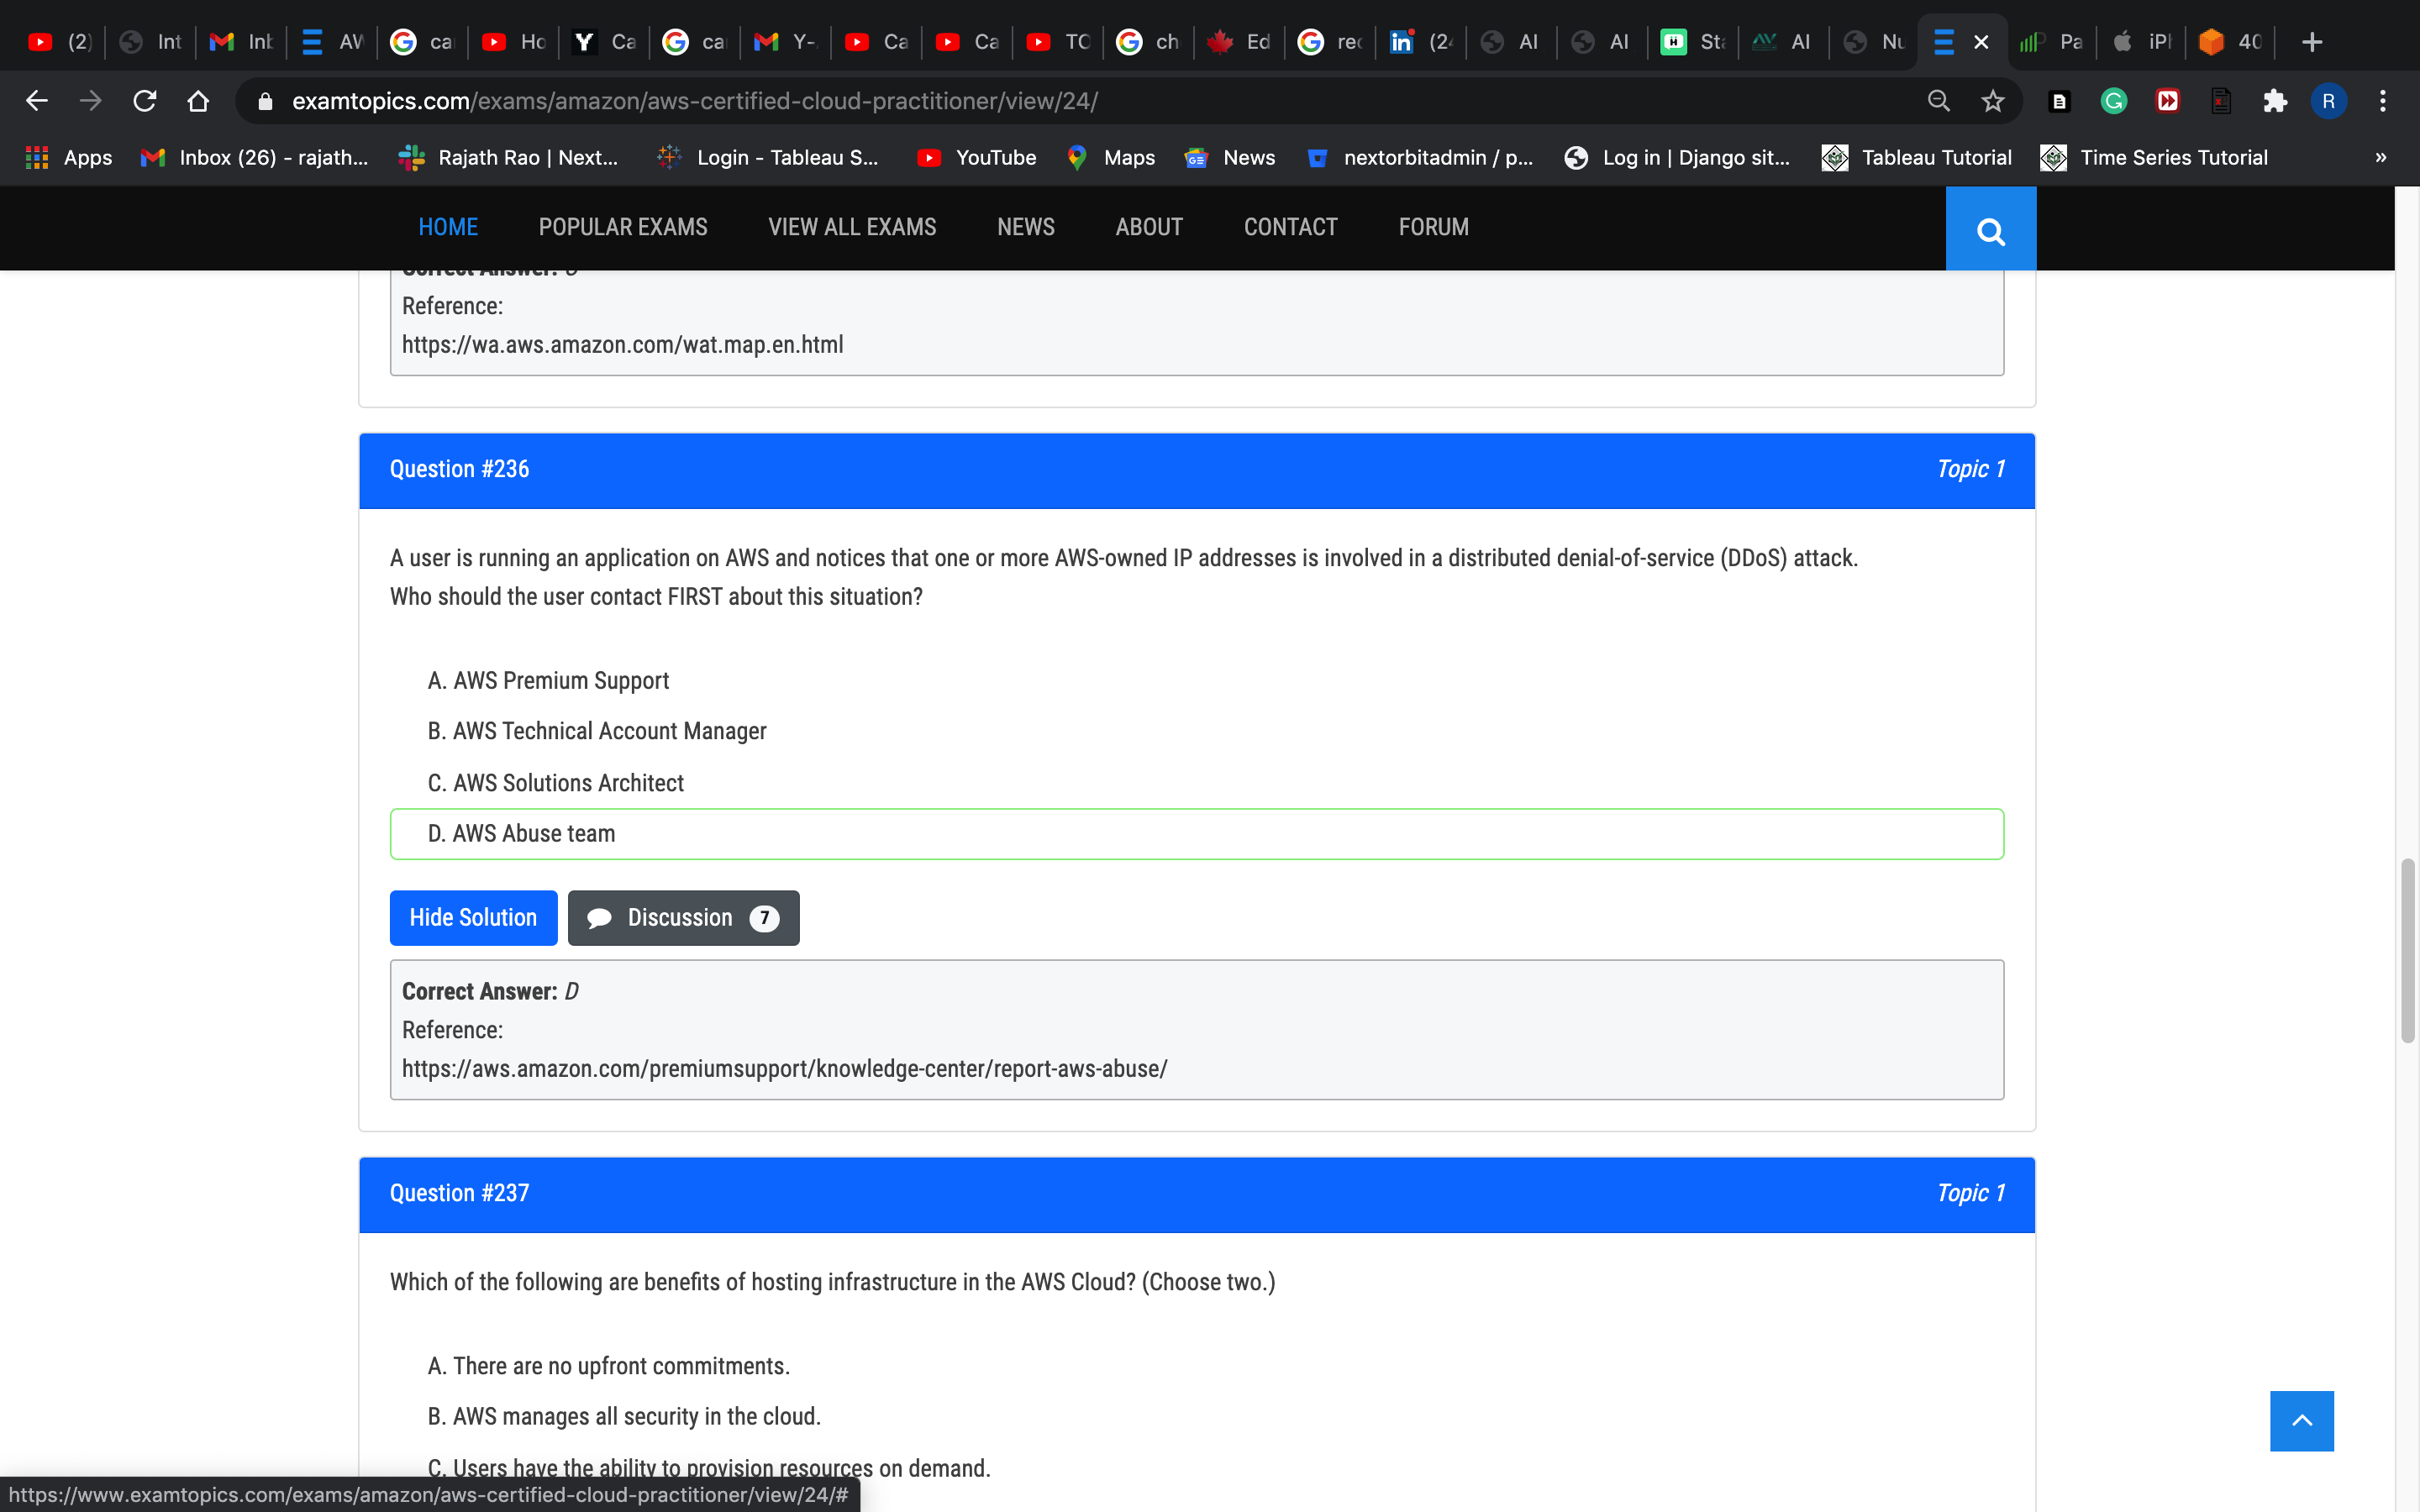 (2)
Int
Inb
AW
ca
Ho
Ca
ca
Y-
Ca
Ca
TO
ch
Ed
rec
(24
AI
AI
Sta
AI
Nu
Pa
iPh
40
examtopics.com/exams/amazon/aws-certified-cloud-practitioner/view/24/
R
Apps
Inbox (26) - rajath...
Rajath Rao | Next...
Login - Tableau S...
YouTube
Maps
News
nextorbitadmin / p...
Log in | Django sit...
Tableau Tutorial
Time Series Tutorial
»
HOME POPULAR EXAMS VIEW ALL EXAMS NEWS ABOUT CONTACT FORUM
Reference:
https://wa.aws.amazon.com/wat.map.en.html
Question #236 Topic 1
A user is running an application on AWS and notices that one or more AWS-owned IP addresses is involved in a distributed denial-of-service (DDoS) attack.
Who should the user contact FIRST about this situation?
A. AWS Premium Support
B. AWS Technical Account Manager
C. AWS Solutions Architect
D. AWS Abuse team
Hide Solution Discussion 7
Correct Answer: D
Reference:
https://aws.amazon.com/premiumsupport/knowledge-center/report-aws-abuse/
Question #237 Topic 1
Which of the following are benefits of hosting infrastructure in the AWS Cloud? (Choose two.)
A. There are no upfront commitments.
B. AWS manages all security in the cloud.
C. Users have the ability to provision resources on demand.
https://www.examtopics.com/exams/amazon/aws-certified-cloud-practitioner/view/24/#